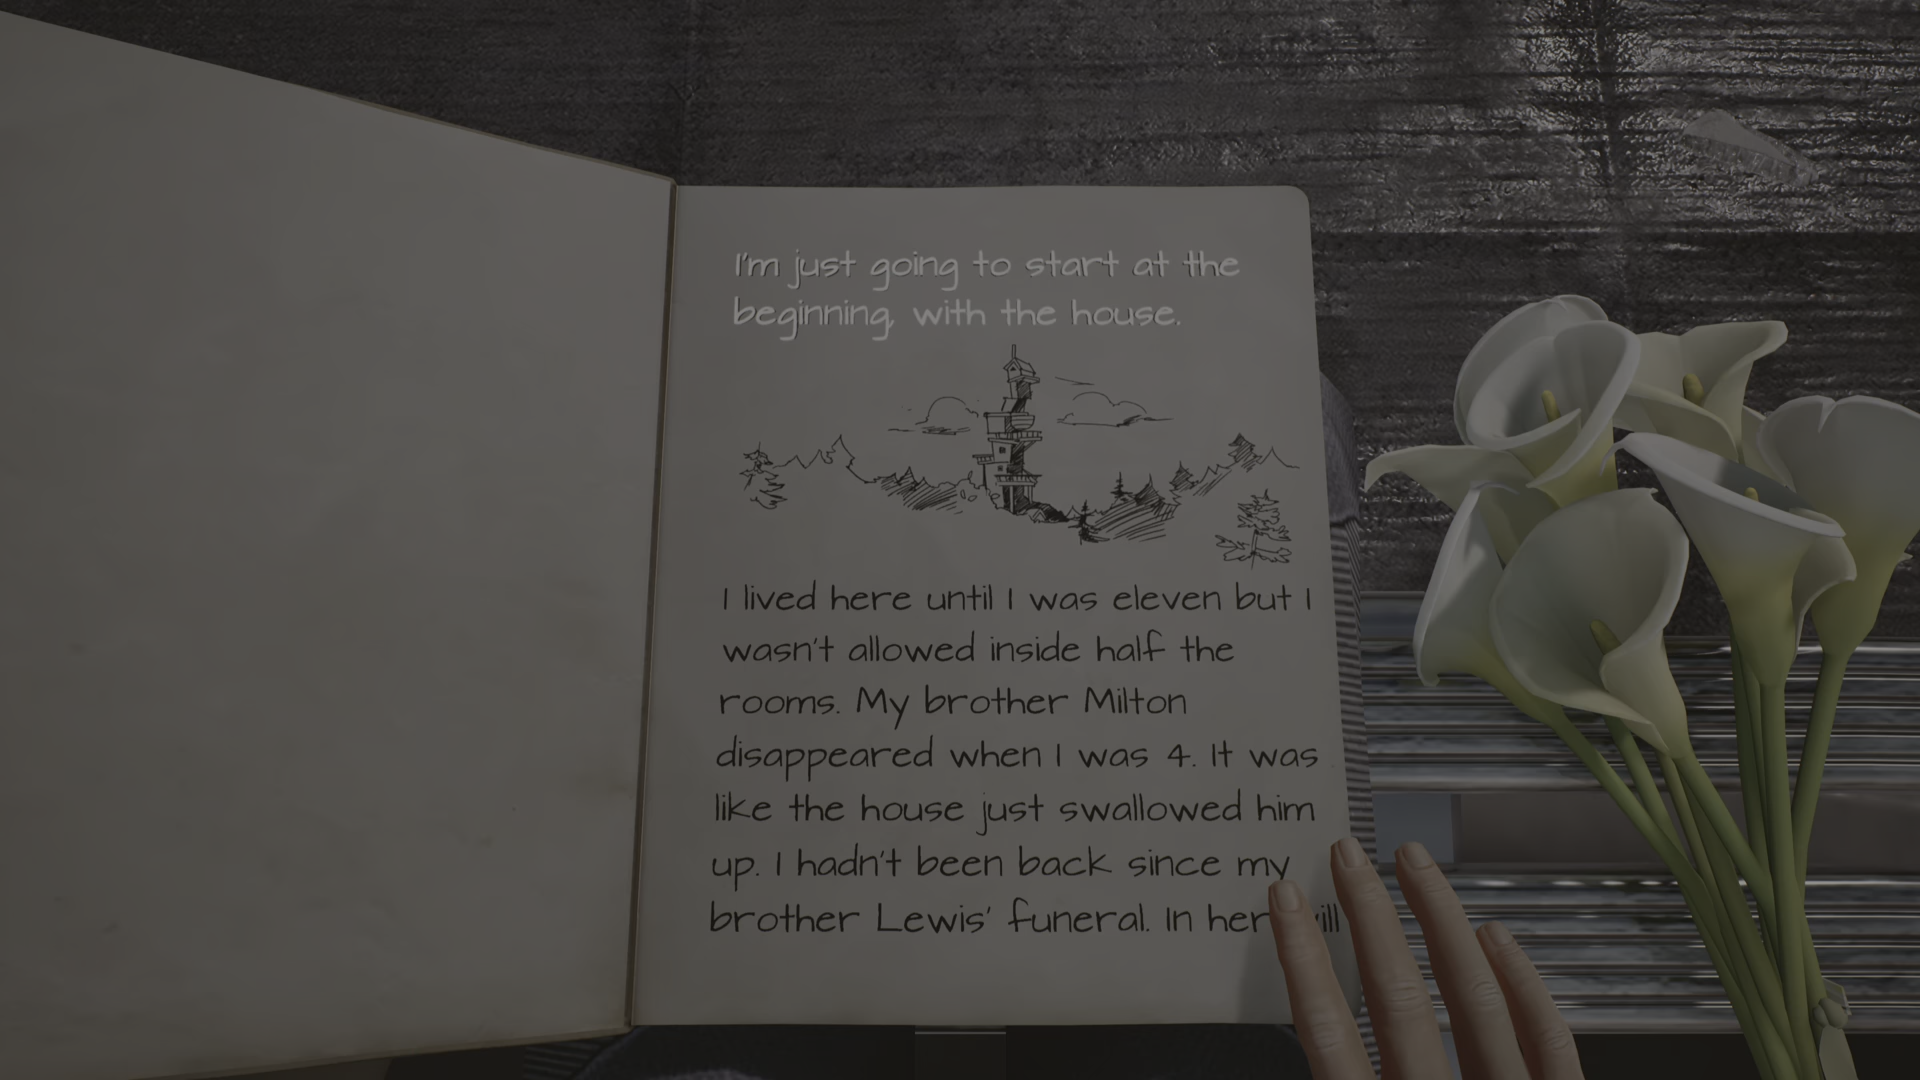 I'm just going to start at the
beginning, with the house.
I lived here until I was eleven but I
wasn't allowed inside half the
rooms. My brother Milton
disappeared when I was 4. It was
like the house just swallowed him
up. I hadn't been back since my
brother Lewis' funeral. In her